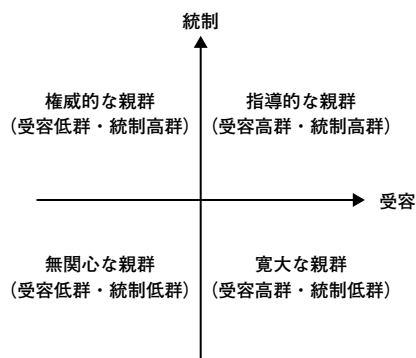 統制
権威的な親群
（受容低群・統制高群）
指導的な親群
（受容高群・統制高群）
受容
無関心な親群
（受容低群・統制低群）
寛大な親群
（受容高群・統制低群）